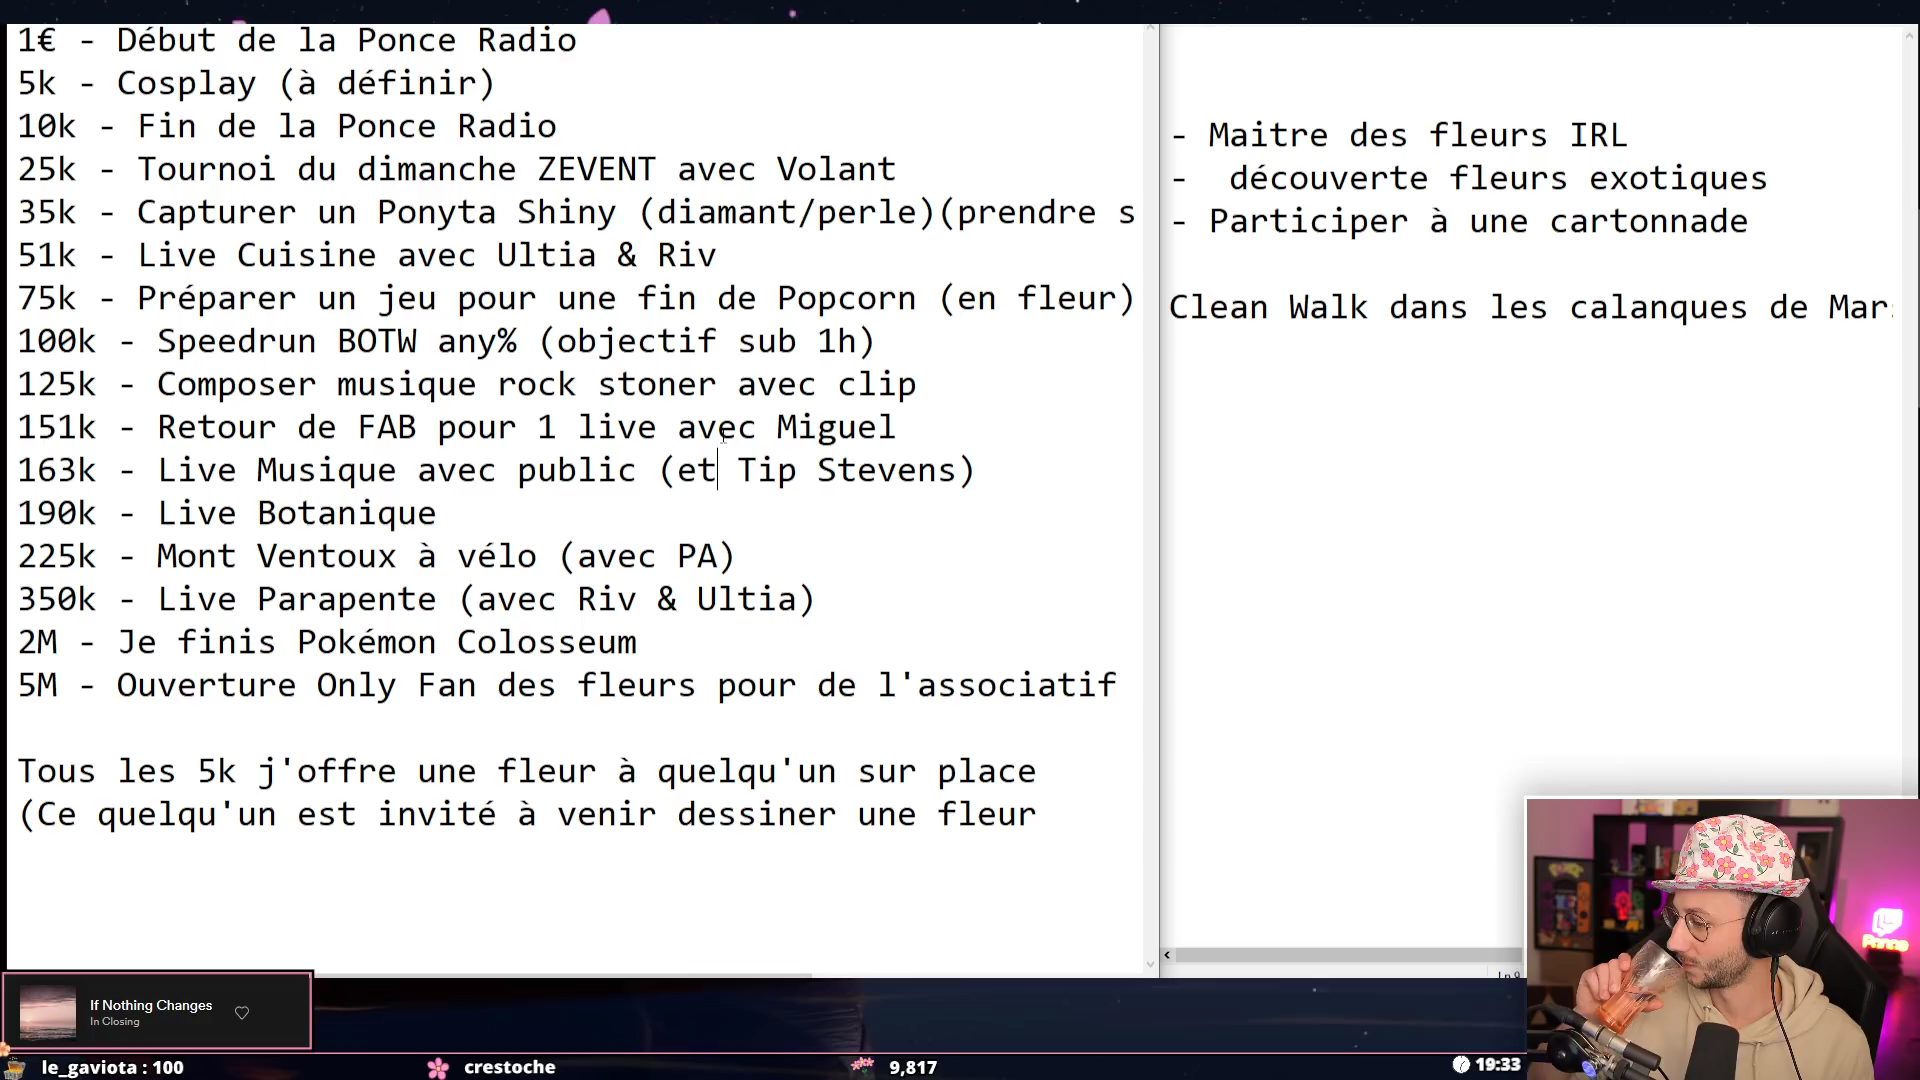 1€ - Début de la Ponce Radio
5k - Cosplay (à définir)
10k - Fin de la Ponce Radio
25k - Tournoi du dimanche ZEVENT avec Volant
35k - Capturer un Ponyta Shiny (diamant/perle)(prendre s
51k - Live Cuisine avec Ultia & Riv
75k - Préparer un jeu pour une fin de Popcorn (en fleur)
100k - Speedrun BOTW any% (objectif sub 1h)
125k - Composer musique rock stoner avec clip
151k - Retour de FAB pour 1 live avec Miguel
163k - Live Musique avec public (et Tip Stevens)
190k - Live Botanique
225k - Mont Ventoux à vélo (avec PA)
350k - Live Parapente (avec Riv & Ultia)
2M - Je finis Pokémon Colosseum
5M - Ouverture Only Fan des fleurs pour de l'associatif
Tous les 5k j'offre une fleur à quelqu'un sur place
(Ce quelqu'un est invité à venir dessiner une fleur
- Maitre des fleurs IRL
- découverte fleurs exotiques
- Participer à une cartonnade
Clean Walk dans les calanques de Mar
If Nothing Changes
In Closing
le_gaviota : 100
crestoche
9,817
19:33